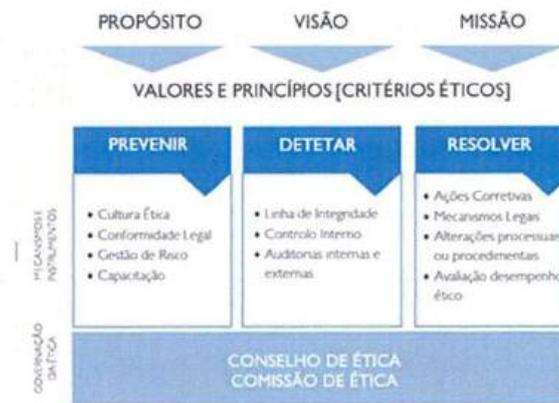 PROPÓSITO
VISÃO
MISSÃO
VALORES E PRINCÍPIOS [CRITÉRIOS ÉTICOS]
PREVENIR
DETETAR
RESOLVER
MECANISMOS E
INSTRUMENTOS
• Cultura Ética
• Conformidade Legal
• Gestão de Risco
• Capacitação
• Linha de Integridade
• Controlo Interno
• Auditorias internas e
externas
• Ações Corretivas
• Mecanismos Legais
• Alterações processuais
ou procedimentais
• Avaliação desempenho
ético
GOVERNAÇÃO
DA ÉTICA
CONSELHO DE ÉTICA
COMISSÃO DE ÉTICA